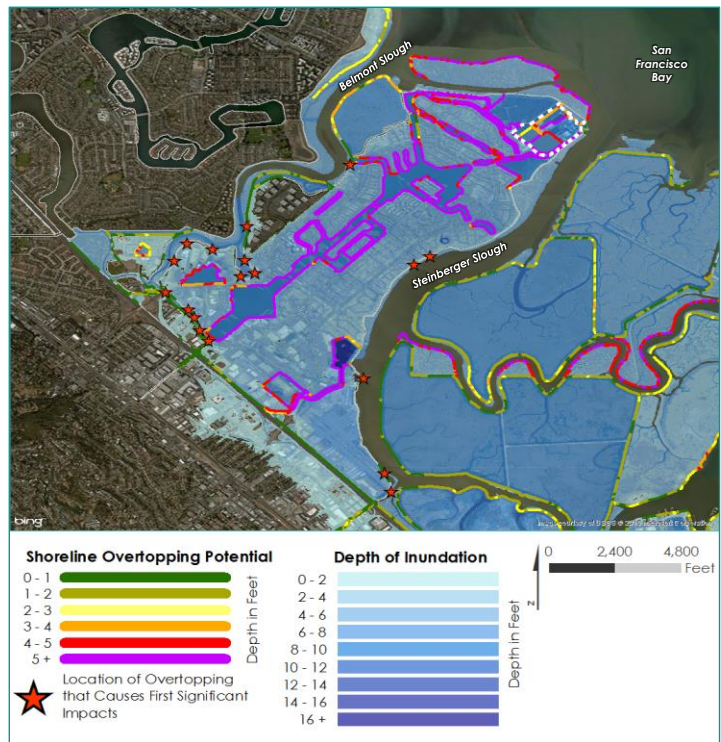 San
Francisco
Bay
Belmont Slough
Steinberger Slough
bing
Shoreline Overtopping Potential
0 - 1
1 - 2
2 - 3
3 - 4
4 - 5
5 +
Depth in Feet
Location of Overtopping
that Causes First Significant
Impacts
Depth of Inundation
0 - 2
2 - 4
4 - 6
6 - 8
8 - 10
10 - 12
12 - 14
14 - 16
16 +
Depth in Feet
0 2,400 4,800
Feet
N